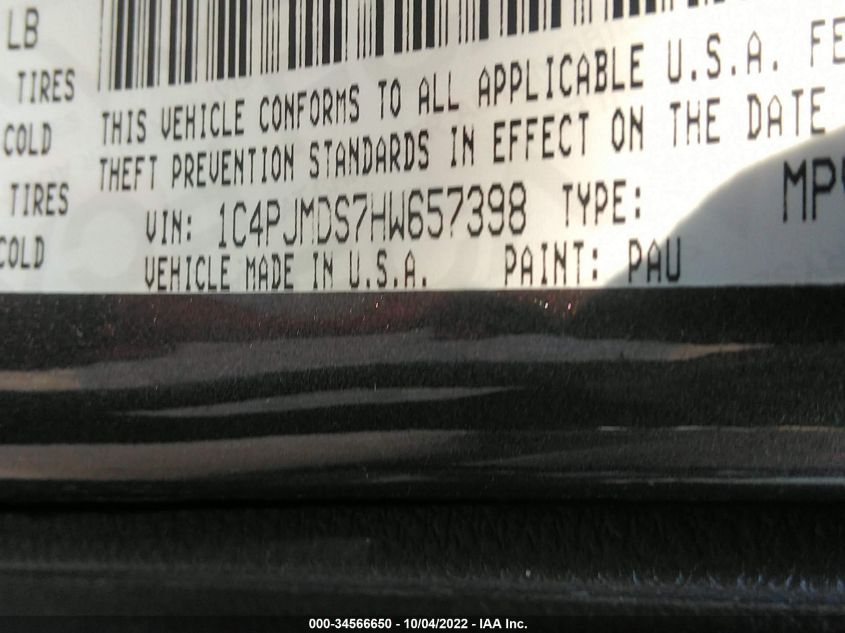 LB
TIRES
COLD
TIRES
COLD
THIS VEHICLE CONFORMS TO ALL APPLICABLE U.S.A. FE
THEFT PREVENTION STANDARDS IN EFFECT ON THE DATE
VIN: 1C4PJMDS7HW657398 TYPE: MPV
VEHICLE MADE IN U.S.A. PAINT: PAU
000-34566650 - 10/04/2022 - IAA Inc.